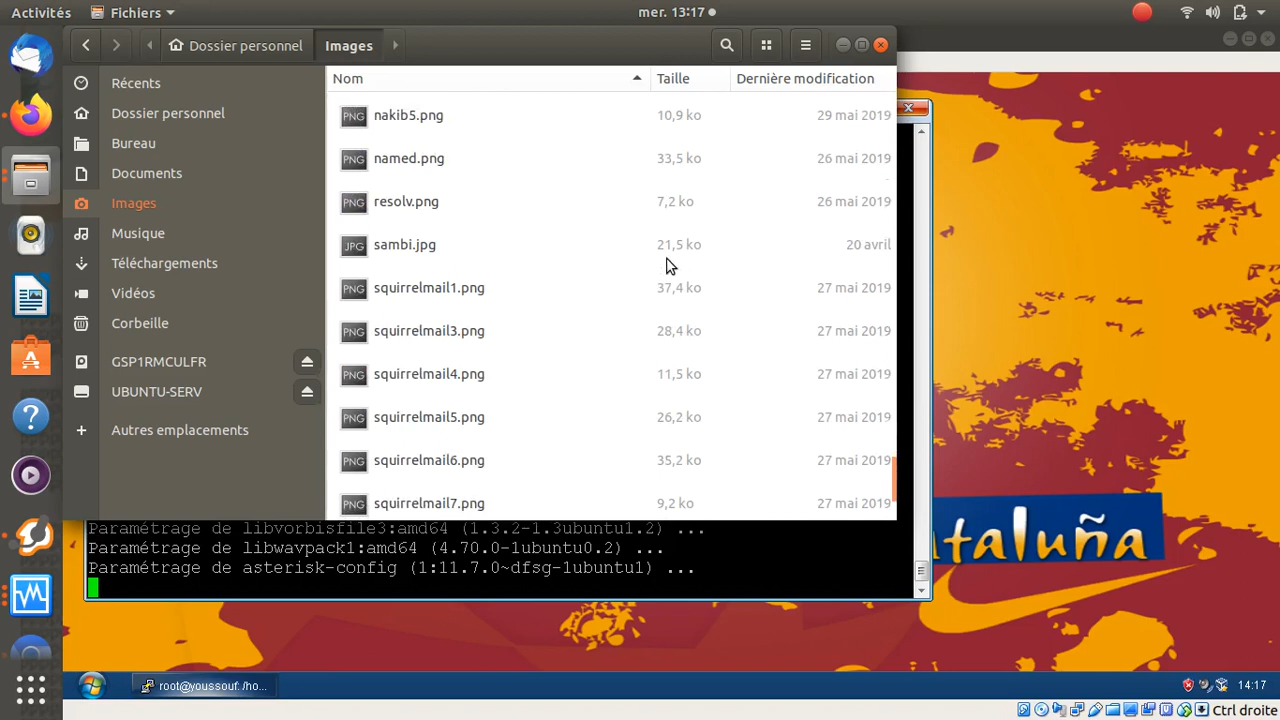 Activités Fichiers mer. 13:17
Dossier personnel Images
Nom Taille Dernière modification
Récents
Dossier personnel
Bureau
Documents
Images
Musique
Téléchargements
Vidéos
Corbeille
GSP1RMCULFR
UBUNTU-SERV
Autres emplacements
nakib5.png 10,9 ko 29 mai 2019
named.png 33,5 ko 26 mai 2019
resolv.png 7,2 ko 26 mai 2019
sambi.jpg 21,5 ko 20 avril
squirrelmail1.png 37,4 ko 27 mai 2019
squirrelmail3.png 28,4 ko 27 mai 2019
squirrelmail4.png 11,5 ko 27 mai 2019
squirrelmail5.png 26,2 ko 27 mai 2019
squirrelmail6.png 35,2 ko 27 mai 2019
squirrelmail7.png 9,2 ko 27 mai 2019
Paramétrage de libvorbisfile3:amd64 (1.3.2-1.3ubuntu1.2) ...
Paramétrage de libwavpack1:amd64 (4.70.0-1ubuntu0.2) ...
Paramétrage de asterisk-config (1:11.7.0~dfsg-1ubuntu1) ...
ataluña
root@youssouf: /ho... 14:17
Ctrl droite